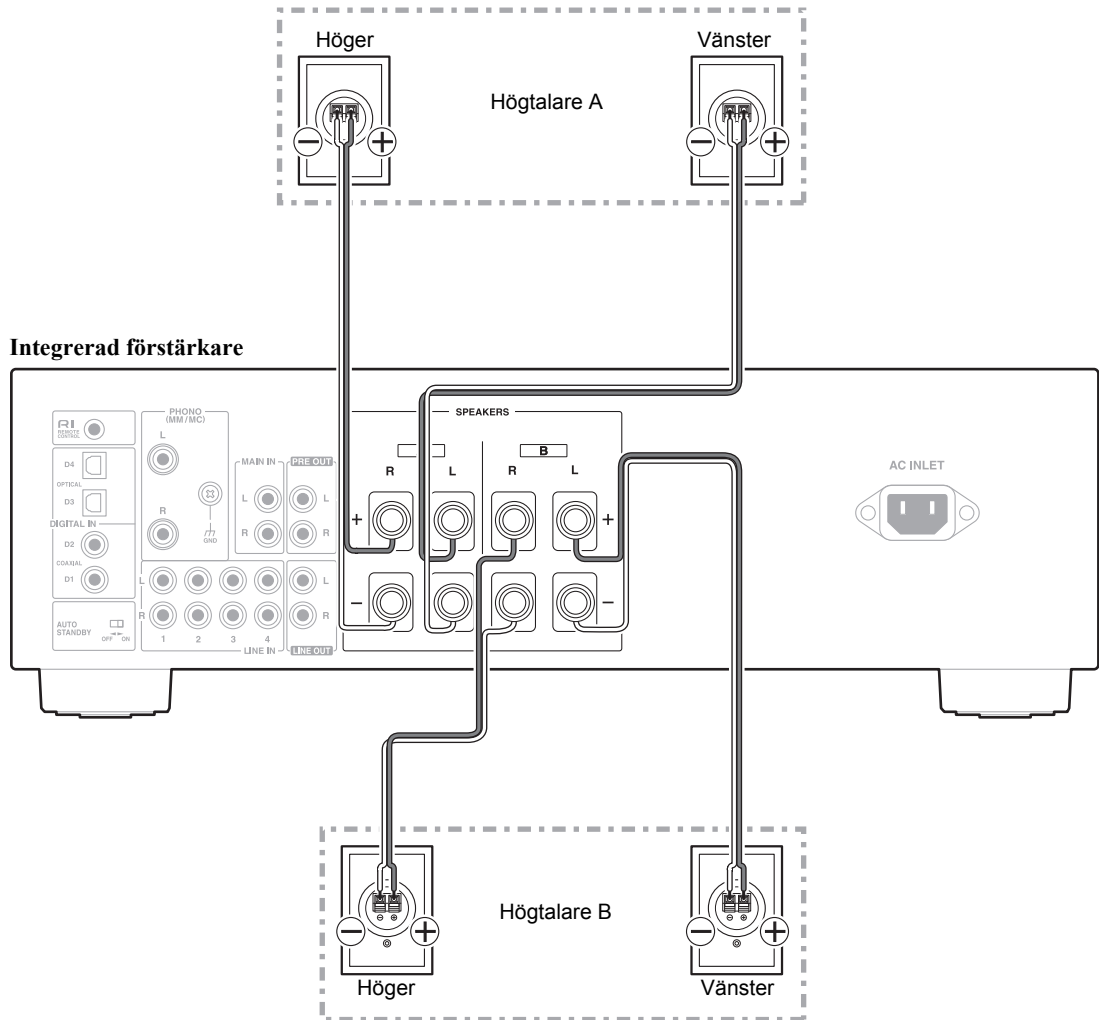 Höger Vänster
Högtalare A
− + − +
Integrerad förstärkare
RI
REMOTE
CONTROL
D4
OPTICAL
D3
DIGITAL IN
D2
COAXIAL
D1
AUTO
STANDBY
OFF ON
PHONO
(MM / MC)
L
R
GND
MAIN IN
L
R
PRE OUT
L
R
L
R
1 2 3 4
LINE IN
L
R
LINE OUT
SPEAKERS
B
R L R L
+ +
− −
AC INLET
Högtalare B
− + − +
Höger Vänster